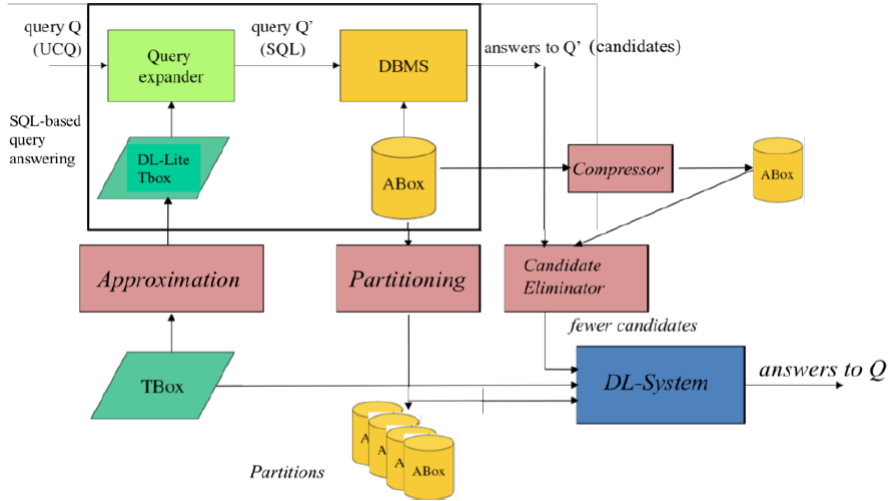 query Q
(UCQ)
query Q’
(SQL)
answers to Q’ (candidates)
Query
expander
DBMS
SQL-based
query
answering
DL-Lite
Tbox
ABox
Compressor
ABox
Approximation
Partitioning
Candidate
Eliminator
fewer candidates
TBox
DL-System
answers to Q
A
A
A
ABox
Partitions